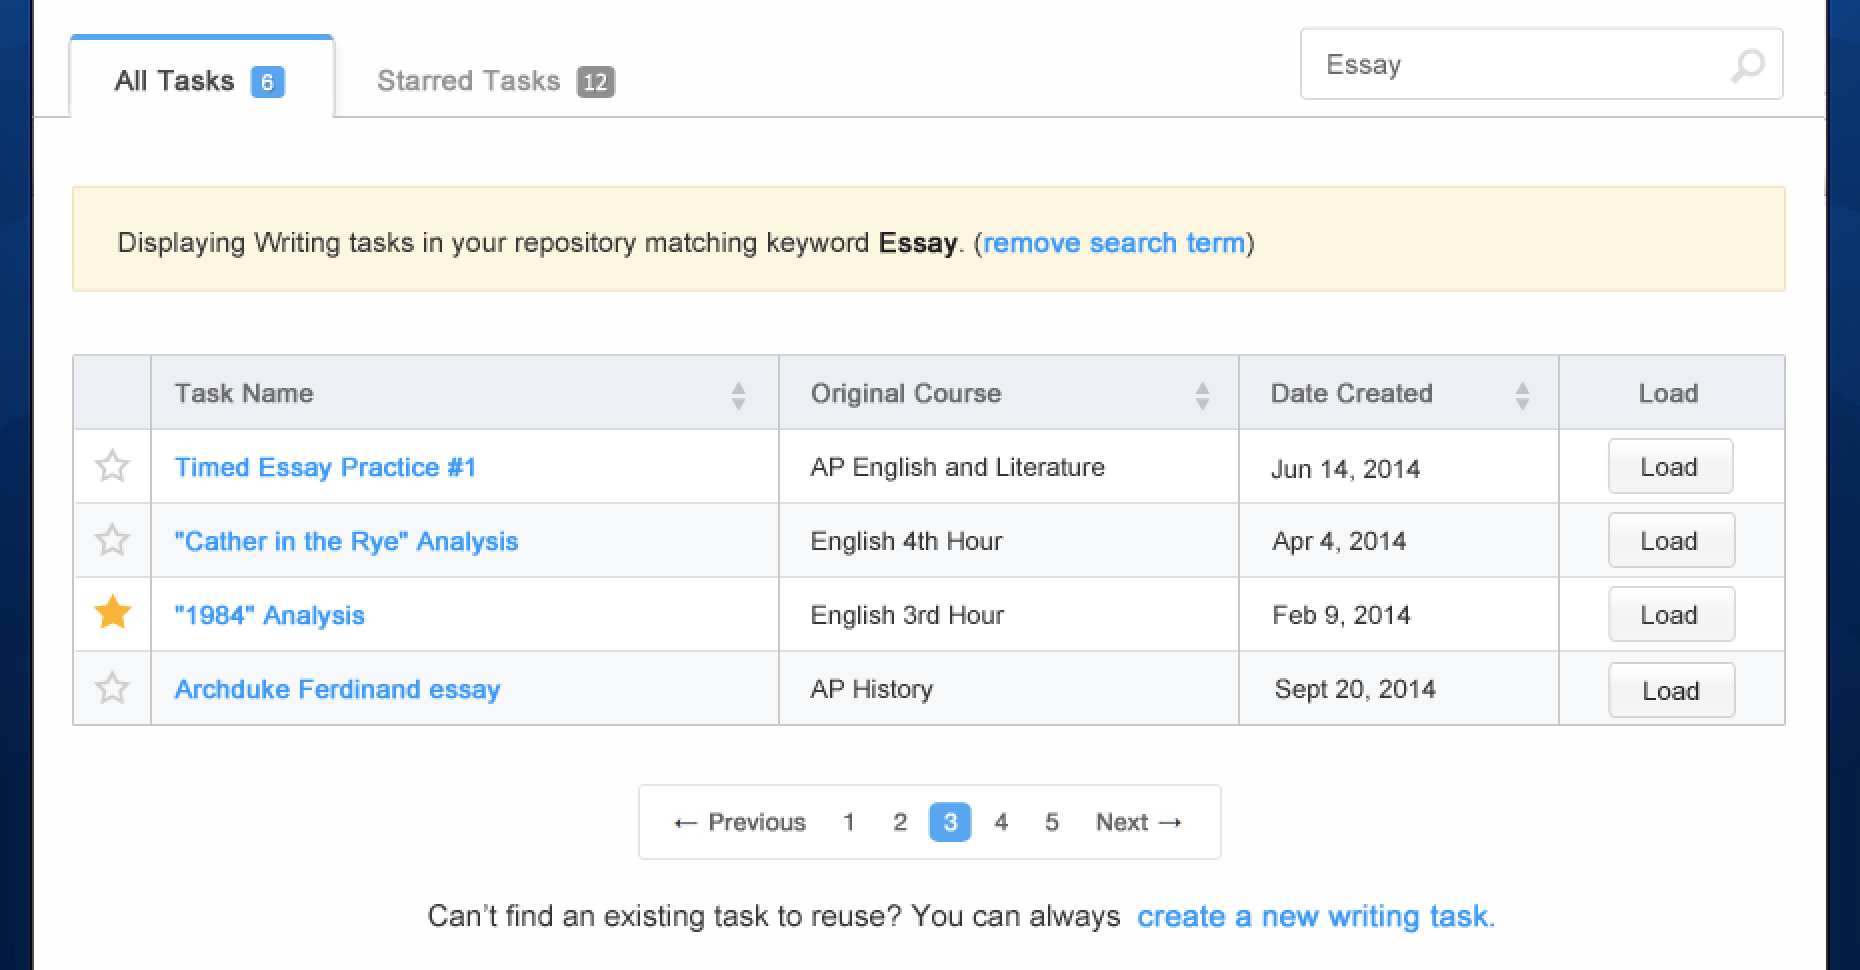 All Tasks 6 Starred Tasks 12 Essay
Displaying Writing tasks in your repository matching keyword Essay. (remove search term)
Task Name Original Course Date Created Load
Timed Essay Practice #1 AP English and Literature Jun 14, 2014 Load
"Cather in the Rye" Analysis English 4th Hour Apr 4, 2014 Load
"1984" Analysis English 3rd Hour Feb 9, 2014 Load
Archduke Ferdinand essay AP History Sept 20, 2014 Load
← Previous 1 2 3 4 5 Next →
Can't find an existing task to reuse? You can always create a new writing task.